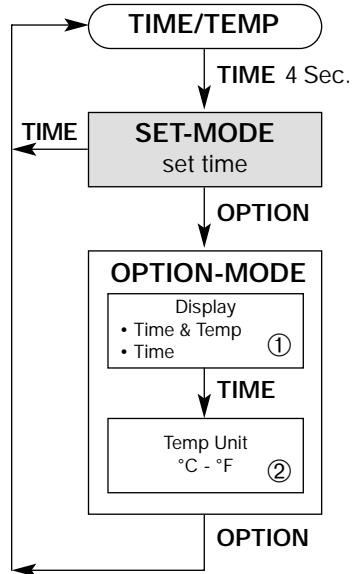 TIME/TEMP
TIME 4 Sec.
TIME
SET-MODE
set time
OPTION
OPTION-MODE
Display
• Time & Temp
• Time
①
TIME
Temp Unit
°C - °F
②
OPTION